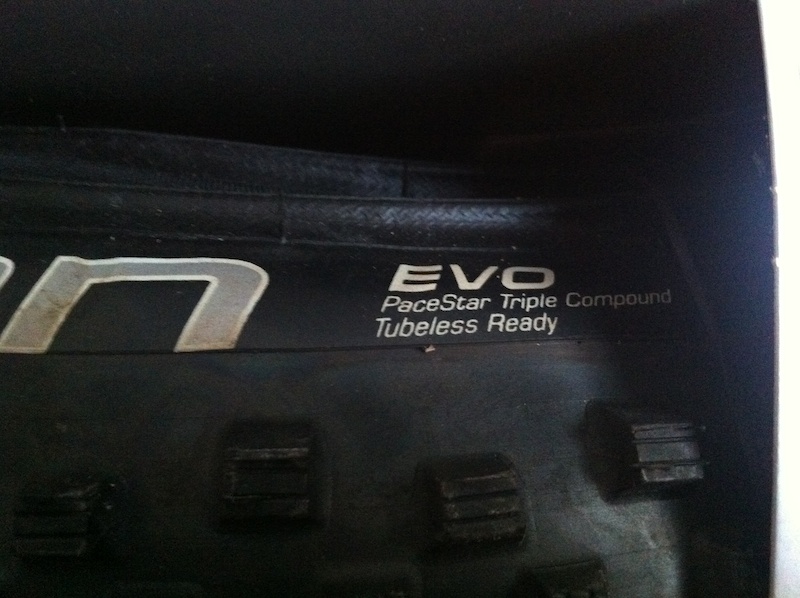 EVO
PaceStar Triple Compound
Tubeless Ready